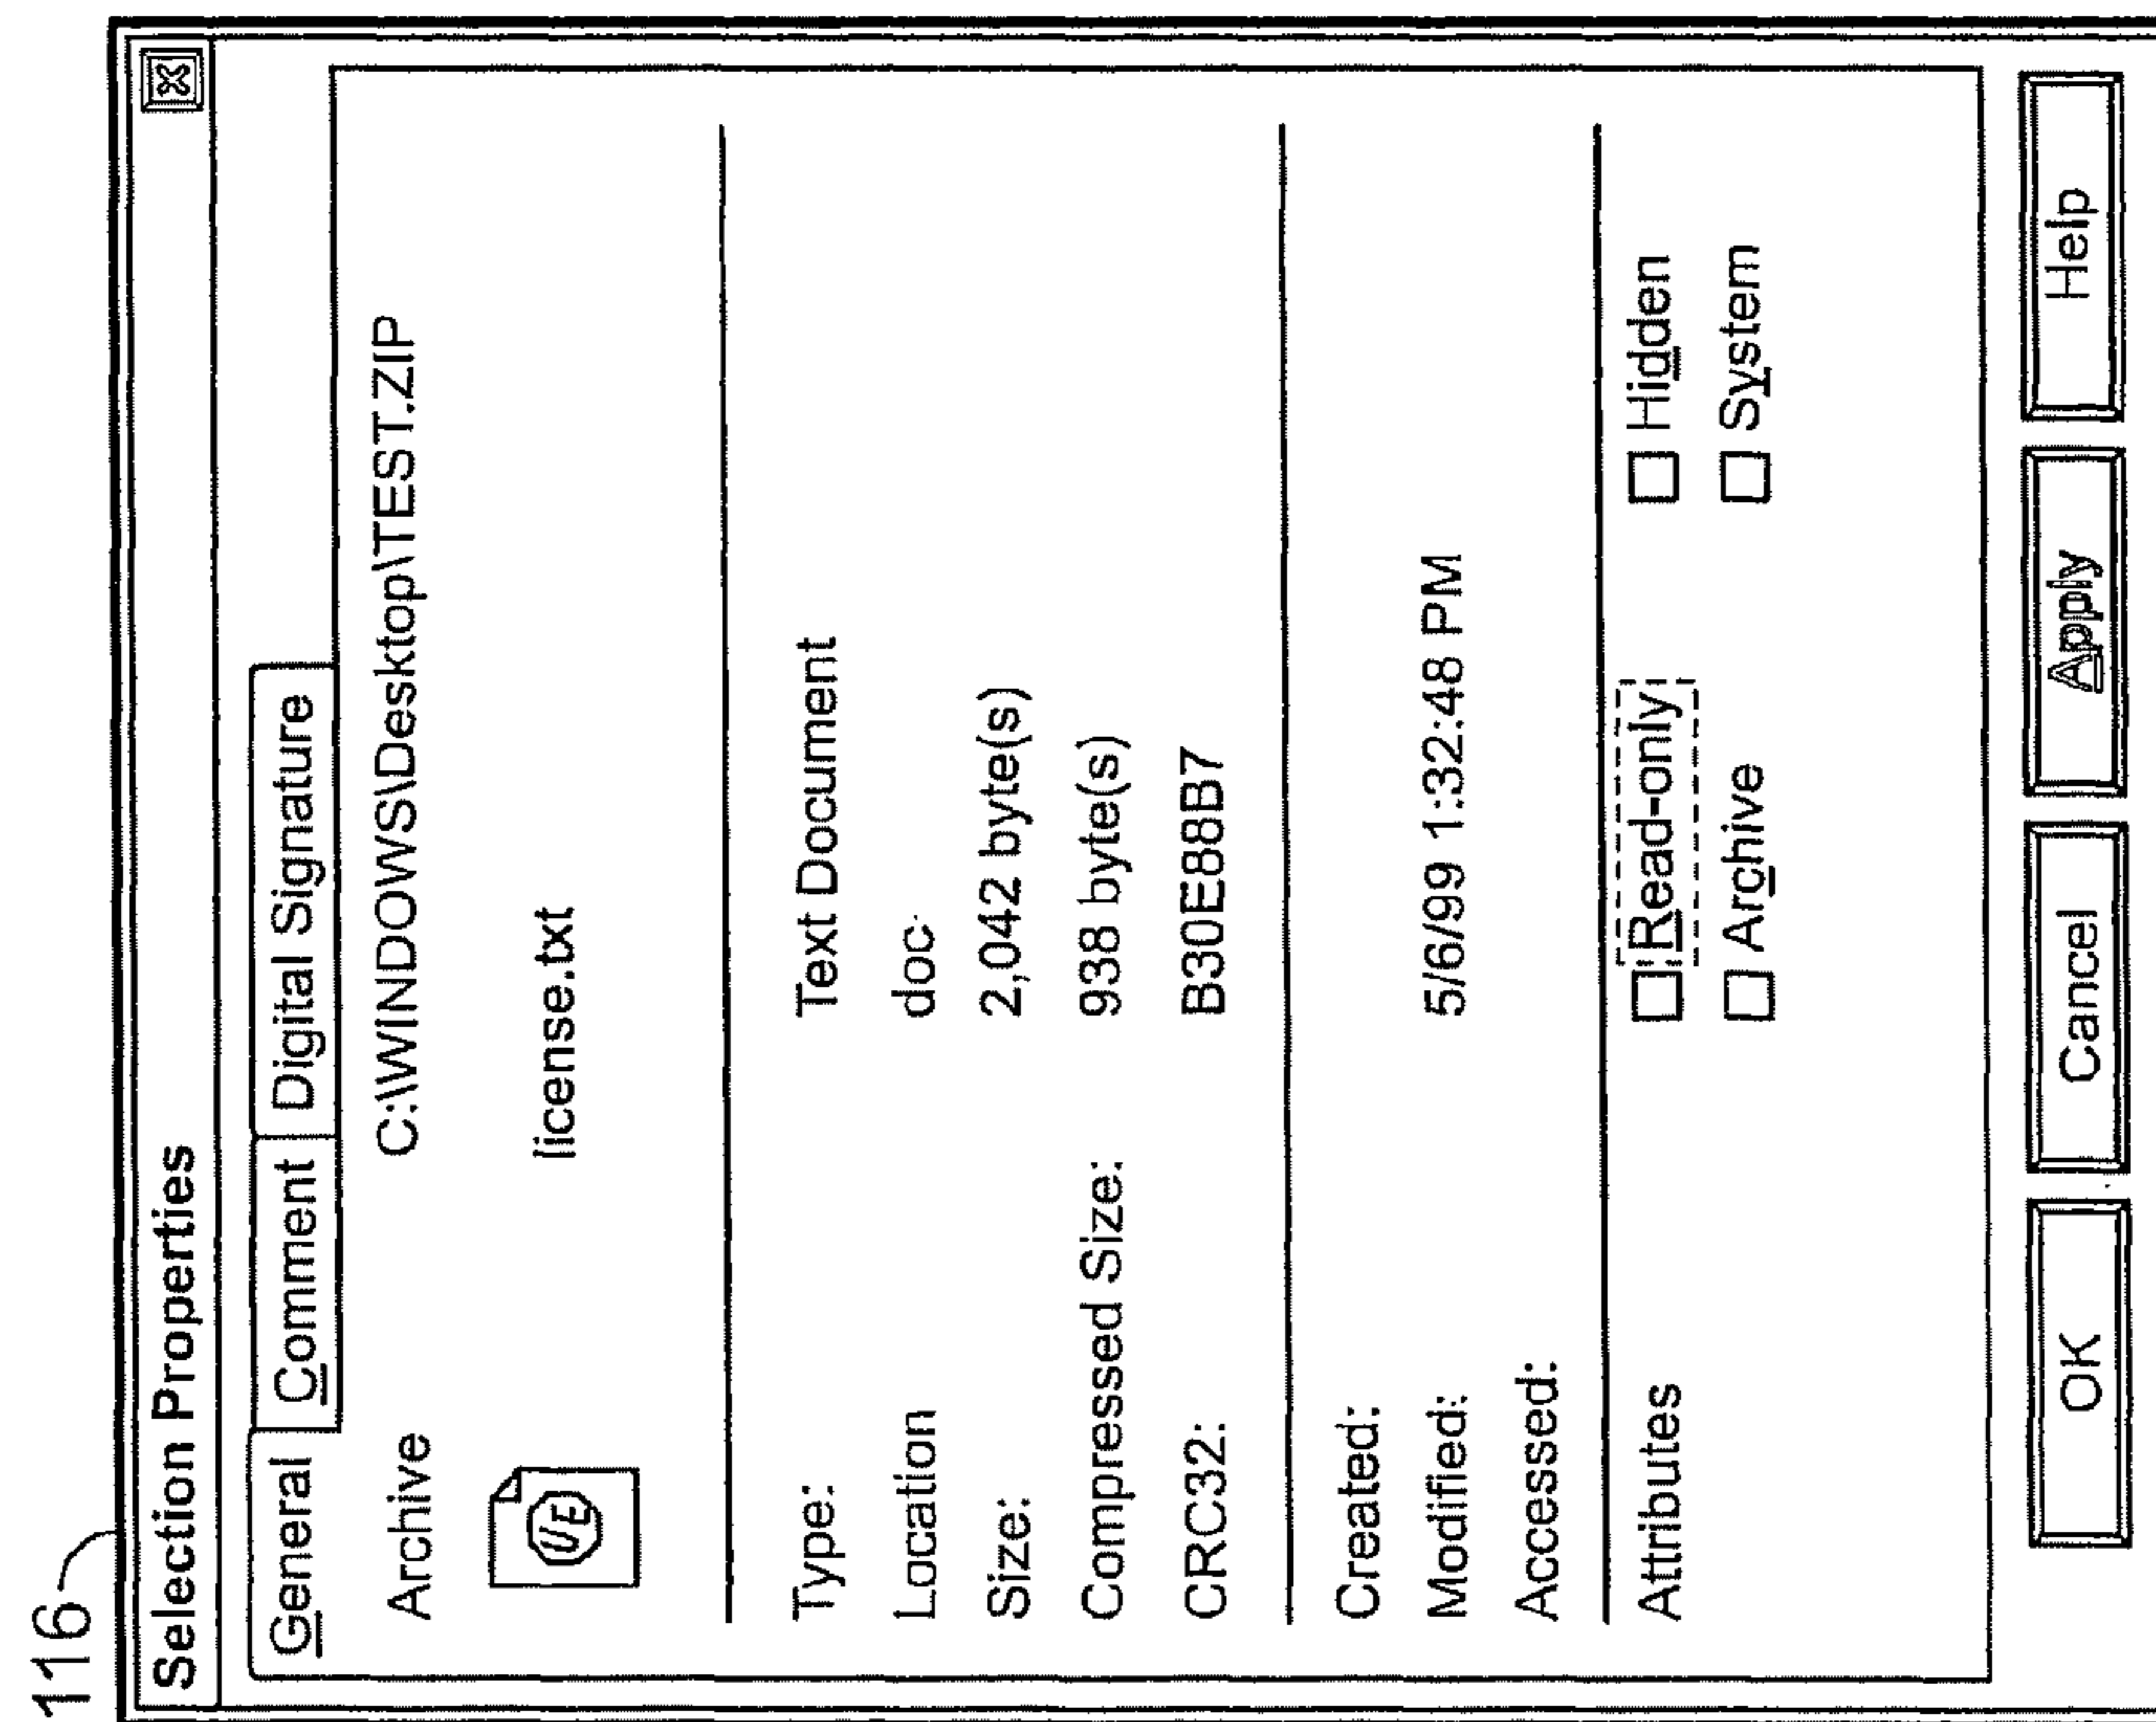 116
Selection Properties
General Comment Digital Signature
Archive C:\WINDOWS\Desktop\TEST.ZIP
UE license.txt
Type: Text Document
Location doc
Size: 2,042 byte(s)
Compressed Size: 938 byte(s)
CRC32: B30E88B7
Created:
Modified: 5/6/99 1:32:48 PM
Accessed:
Attributes Read-only Hidden
Archive System
OK Cancel Apply Help